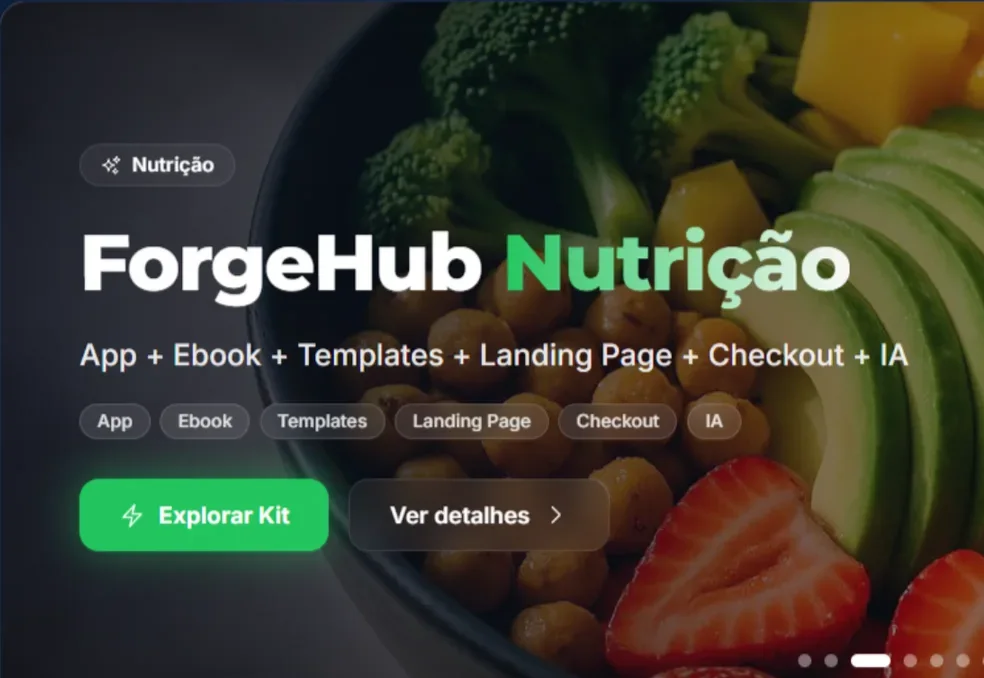 Nutrição
ForgeHub Nutrição
App + Ebook + Templates + Landing Page + Checkout + IA
App Ebook Templates Landing Page Checkout IA
Explorar Kit Ver detalhes